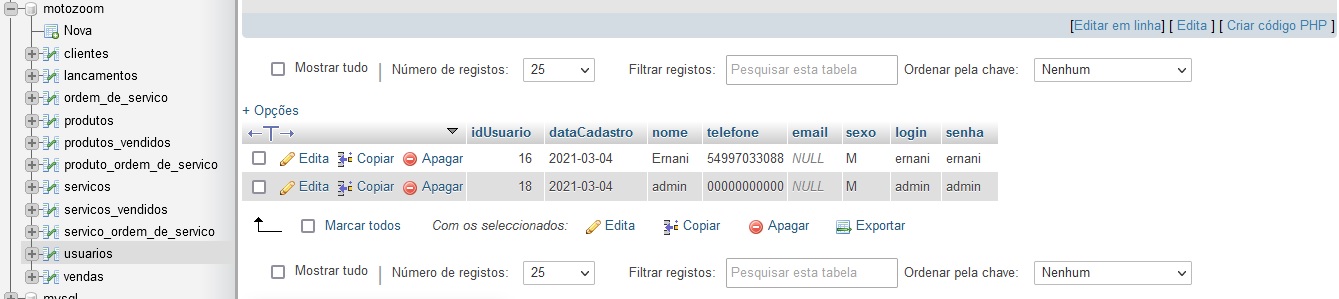 motozoom
Nova
clientes
lancamentos
ordem_de_servico
produtos
produtos_vendidos
produto_ordem_de_servico
servicos
servicos_vendidos
servico_ordem_de_servico
usuarios
vendas
mysql
[Editar em linha] [ Edita ] [ Criar código PHP ]
Mostrar tudo | Número de registos: 25 Filtrar registos: Pesquisar esta tabela Ordenar pela chave: Nenhum
+ Opções
←T→ idUsuario dataCadastro nome telefone email sexo login senha
Edita Copiar Apagar 16 2021-03-04 Ernani 54997033088 NULL M ernani ernani
Edita Copiar Apagar 18 2021-03-04 admin 00000000000 NULL M admin admin
Marcar todos Com os seleccionados: Edita Copiar Apagar Exportar
Mostrar tudo | Número de registos: 25 Filtrar registos: Pesquisar esta tabela Ordenar pela chave: Nenhum